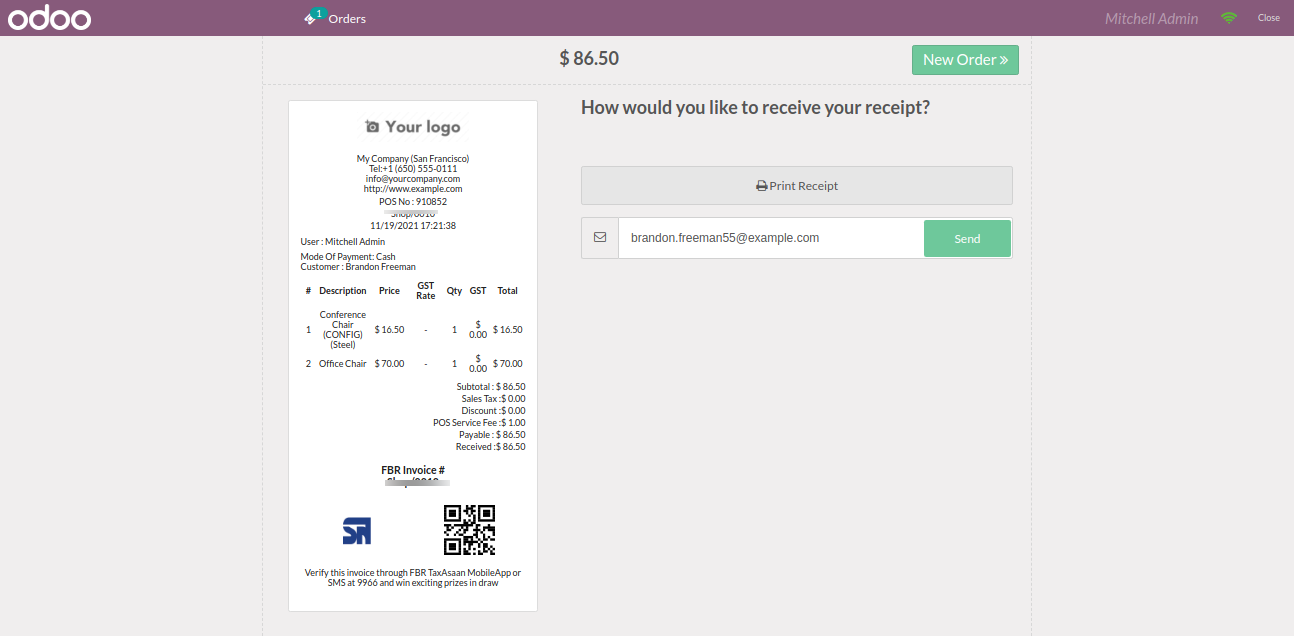 odoo
1
Orders
Mitchell Admin
Close
$ 86.50
New Order »
Your logo
My Company (San Francisco)
Tel:+1 (650) 555-0111
info@yourcompany.com
http://www.example.com
POS No : 910852
11/19/2021 17:21:38
User : Mitchell Admin
Mode Of Payment: Cash
Customer : Brandon Freeman
# Description Price GST Rate Qty GST Total
1 Conference Chair (CONFIG) (Steel) $ 16.50 - 1 $ 0.00 $ 16.50
2 Office Chair $ 70.00 - 1 $ 0.00 $ 70.00
Subtotal : $ 86.50
Sales Tax :$ 0.00
Discount :$ 0.00
POS Service Fee :$ 1.00
Payable : $ 86.50
Received :$ 86.50
FBR Invoice #
Verify this invoice through FBR TaxAsaan MobileApp or
SMS at 9966 and win exciting prizes in draw
How would you like to receive your receipt?
Print Receipt
brandon.freeman55@example.com
Send